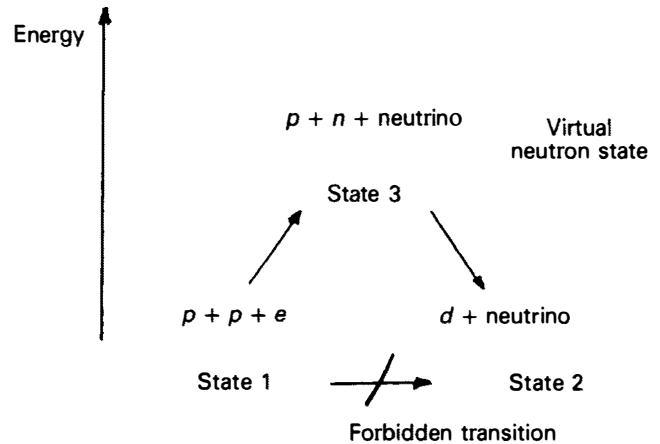 Energy
p + n + neutrino
Virtual
neutron state
State 3
p + p + e
d + neutrino
State 1
State 2
Forbidden transition